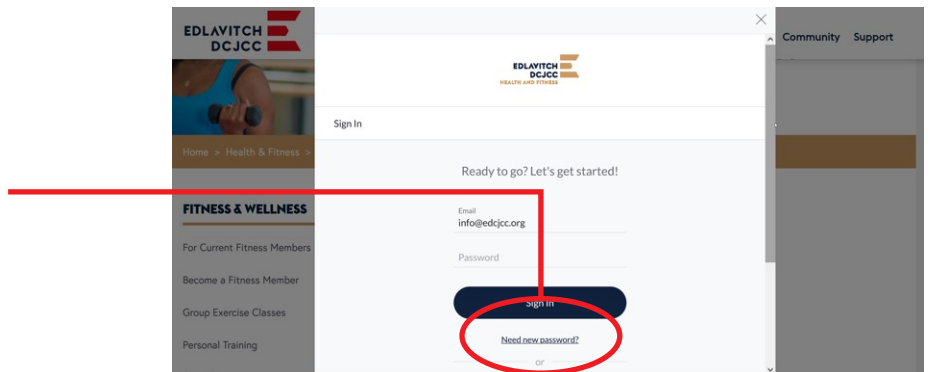 EDLAVITCH
DCJCC
Community Support
EDLAVITCH
DCJCC
HEALTH AND FITNESS
Sign In
Home > Health & Fitness >
Ready to go? Let's get started!
FITNESS & WELLNESS
Email
info@edcjcc.org
For Current Fitness Members
Password
Become a Fitness Member
Sign In
Group Exercise Classes
Need new password?
Personal Training
or